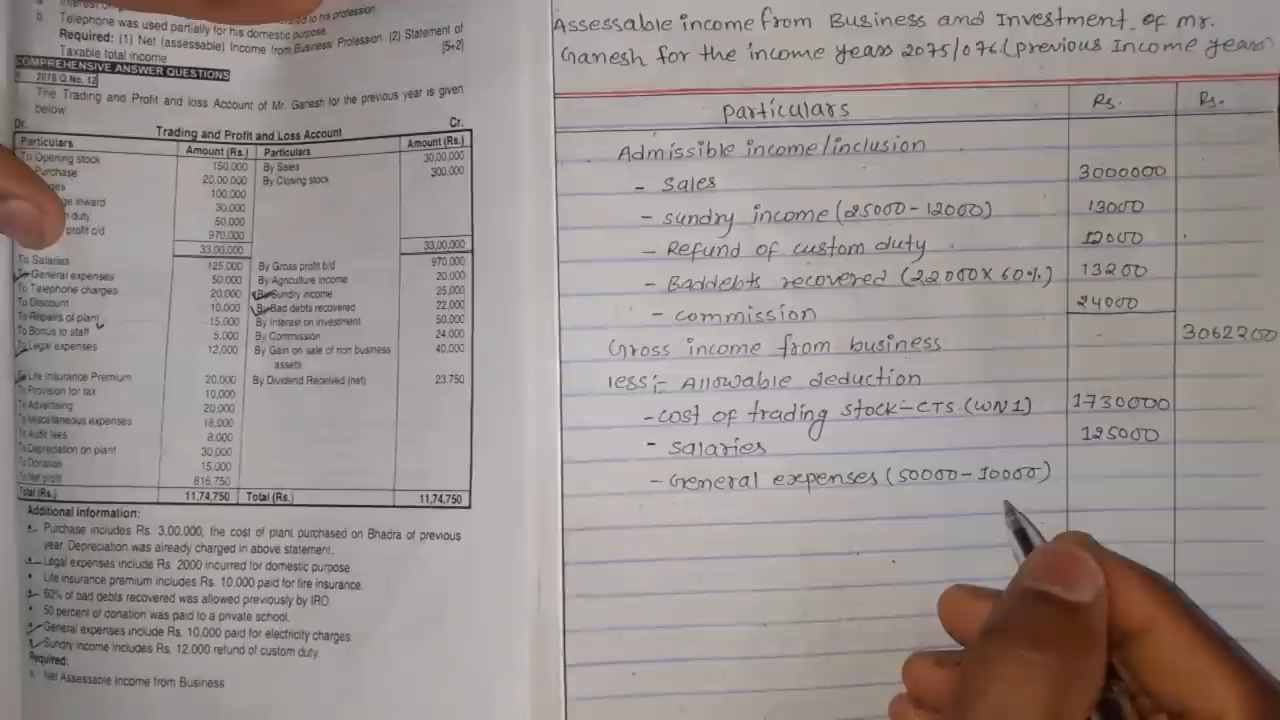 to his profession
b Telephone was used partially for his domestic purpose.
Required: (1) Net (assessable) Income from Business Profession. (2) Statement of
Taxable total income [5+2]
COMPREHENSIVE ANSWER QUESTIONS
2076 Q.No. 12
The Trading and Profit and loss Account of Mr. Ganesh for the previous year is given
below
Trading and Profit and Loss Account
Dr. Cr.
Particulars Amount (Rs.) Particulars Amount (Rs.)
To Opening stock 150,000 By Sales 30,00,000
Purchase 20,00,000 By Closing stock 300,000
100,000
inward 30,000
duty 50,000
profit c/d 970,000
33,00,000 33,00,000
To Salaries 125,000 By Gross profit b/d 970,000
To General expenses 50,000 By Agriculture income 20,000
To Telephone charges 20,000 By Sundry income 25,000
To Discount 10,000 By Bad debts recovered 22,000
To Repairs of plant 15,000 By Interest on investment 50,000
To Bonus to staff 5,000 By Commission 24,000
To Legal expenses 12,000 By Gain on sale of non business 40,000
assets
To Life Insurance Premium 20,000 By Dividend Received (net) 23,750
To Provision for tax 10,000
To Advertising 20,000
To Miscellaneous expenses 18,000
To Audit fees 8,000
To Depreciation on plant 30,000
To Donation 15,000
To Net profit 816,750
Total (Rs.) 11,74,750 Total (Rs.) 11,74,750
Additional information:
Purchase includes Rs. 3,00,000, the cost of plant purchased on Bhadra of previous
year Depreciation was already charged in above statement.
Legal expenses include Rs. 2000 incurred for domestic purpose
Life insurance premium includes Rs. 10,000 paid for fire insurance.
60% of bad debts recovered was allowed previously by IRO
50 percent of donation was paid to a private school.
General expenses include Rs. 10,000 paid for electricity charges.
Sundry income includes Rs. 12,000 refund of custom duty.
Required:
a. Net Assessable Income from Business
Assessable income from Business and Investment of mr.
Ganesh for the income years 2075/076 (previous Income years)
particulars Rs. Rs.
Admissible income/inclusion
- Sales 3000000
- sundry income (25000-12000) 13000
- Refund of custom duty 12000
- Baddebts recovered (22000×60%) 13200
- commission 24000
Gross income from business 3062200
less:- Allowable deduction
- cost of trading stock-CTS (WN1) 1730000
- salaries 125000
- General expenses (50000-10000)